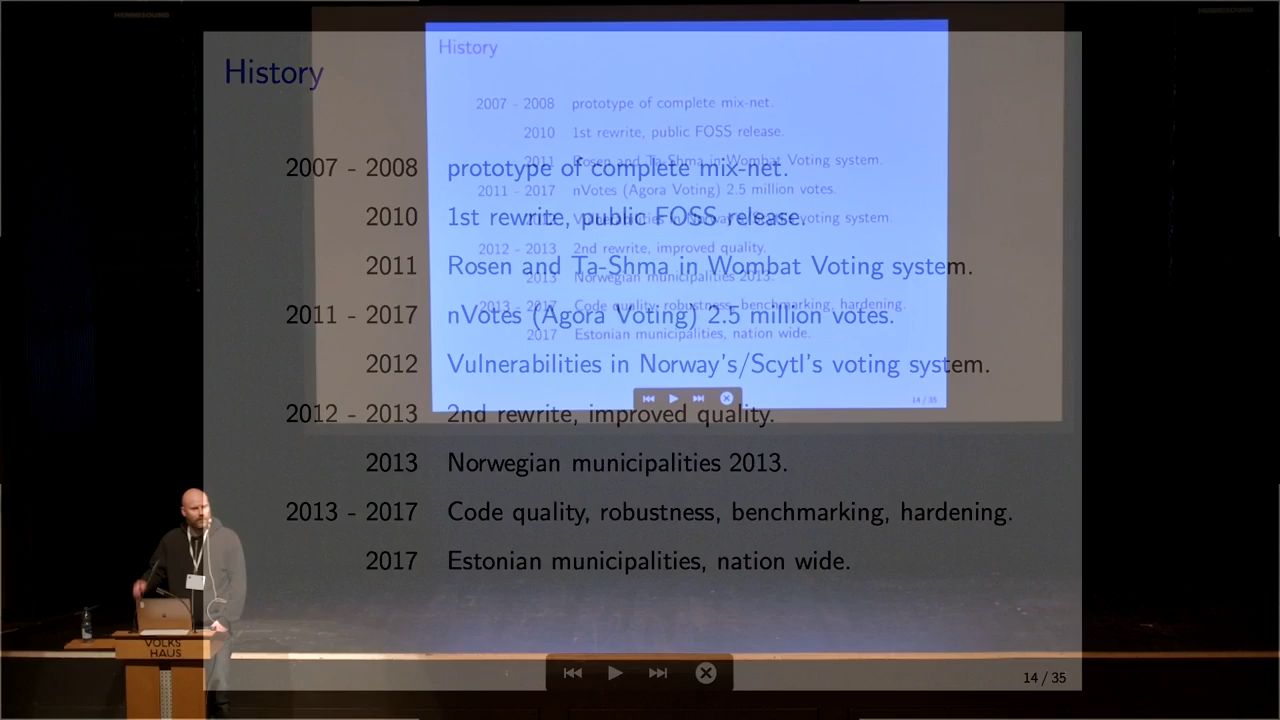 History
2007 - 2008 prototype of complete mix-net.
2010 1st rewrite, public FOSS release.
2011 Rosen and Ta-Shma in Wombat Voting system.
2011 - 2017 nVotes (Agora Voting) 2.5 million votes.
2012 Vulnerabilities in Norway's/Scytl's voting system.
2012 - 2013 2nd rewrite, improved quality.
2013 Norwegian municipalities 2013.
2013 - 2017 Code quality, robustness, benchmarking, hardening.
2017 Estonian municipalities, nation wide.
14 / 35
History
2007 - 2008 prototype of complete mix-net.
2010 1st rewrite, public FOSS release.
2011 Rosen and Ta-Shma in Wombat Voting system.
2011 - 2017 nVotes (Agora Voting) 2.5 million votes.
2012 Vulnerabilities in Norway's/Scytl's voting system.
2012 - 2013 2nd rewrite, improved quality.
2013 Norwegian municipalities 2013.
2013 - 2017 Code quality, robustness, benchmarking, hardening.
2017 Estonian municipalities, nation wide.
14 / 35
VOLKS
HAUS